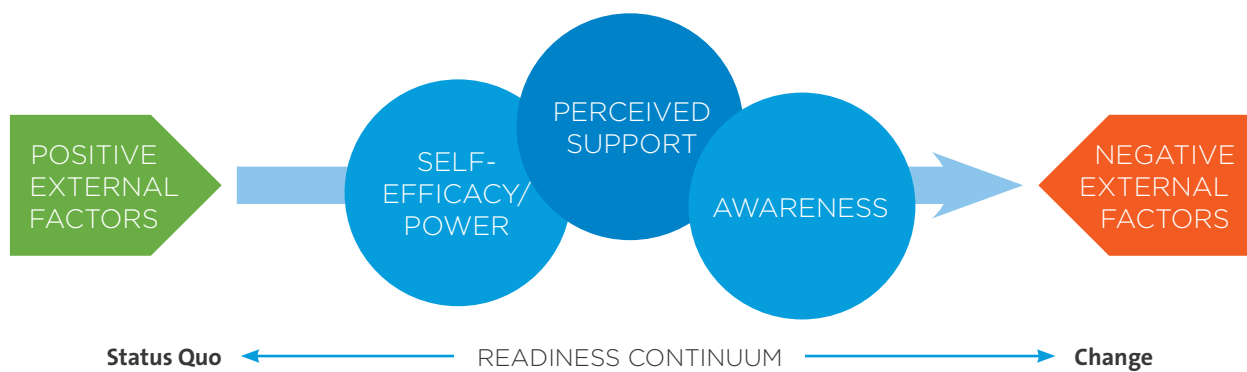 POSITIVE
EXTERNAL
FACTORS
SELF-
EFFICACY/
POWER
PERCEIVED
SUPPORT
AWARENESS
NEGATIVE
EXTERNAL
FACTORS
Status Quo
READINESS CONTINUUM
Change